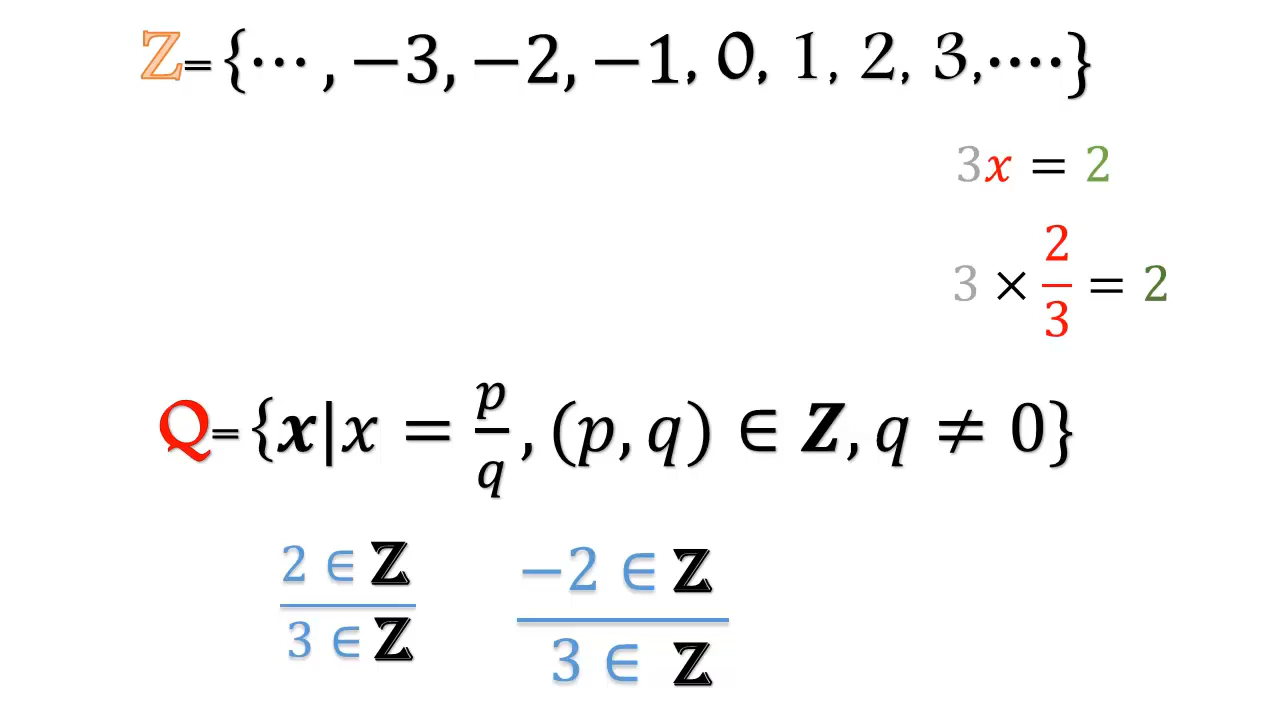 Z= {⋯ , −3, −2, −1, 0, 1, 2, 3,⋯⋅}
3x = 2
3 × 2/3 = 2
Q= {x|x = p/q , (p, q) ∈ Z, q ≠ 0}
2 ∈ Z −2 ∈ Z
3 ∈ Z 3 ∈ Z